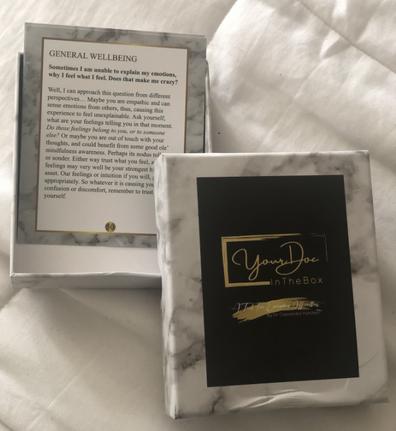 GENERAL WELLBEING
Sometimes I am unable to explain my emotions,
why I feel what I feel. Does that make me crazy?
Well, I can approach this question from different
perspectives... Maybe you are empathic and can
sense emotions from others, thus, causing this
experience to feel unexplainable. Ask yourself,
what are your feelings telling you in that moment.
Do those feelings belong to you, or to someone
else? Or maybe you are out of touch with your
thoughts, and could benefit from some good ole'
mindfulness awareness. Perhaps its nodus
or sonder. Either way trust what you feel,
feelings may very well be your strongest
asset. Our feelings or intuition if you will,
appropriately. So whatever it is causing you
confusion or discomfort, remember to trust
yourself.
YourDoc
InTheBox